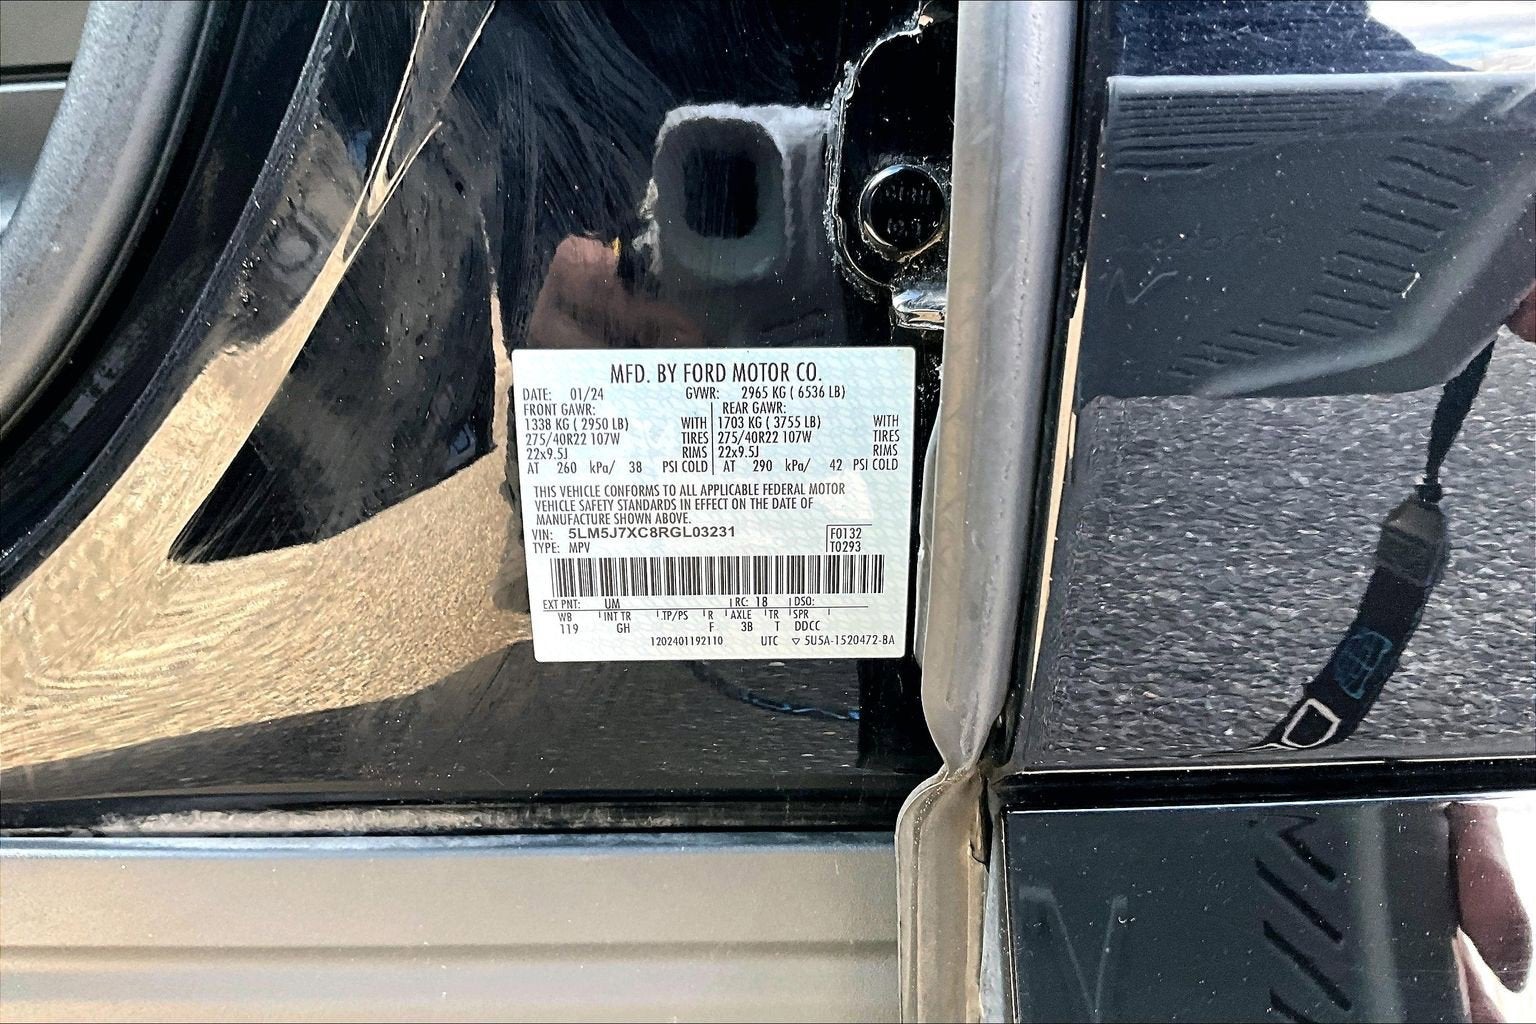 MFD. BY FORD MOTOR CO.
DATE: 01/24 GVWR: 2965 KG ( 6536 LB)
FRONT GAWR: REAR GAWR:
1338 KG ( 2950 LB) WITH 1703 KG ( 3755 LB) WITH
275/40R22 107W TIRES 275/40R22 107W TIRES
22x9.5J RIMS 22x9.5J RIMS
AT 260 kPa/ 38 PSI COLD AT 290 kPa/ 42 PSI COLD
THIS VEHICLE CONFORMS TO ALL APPLICABLE FEDERAL MOTOR
VEHICLE SAFETY STANDARDS IN EFFECT ON THE DATE OF
MANUFACTURE SHOWN ABOVE.
VIN: 5LM5J7XC8RGL03231 F0132
TYPE: MPV T0293
EXT PNT: UM RC: 18 DSO:
WB INT TR TP/PS R AXLE TR SPR
119 GH F 3B T DDCC
1202401192110 UTC ▽ 5U5A-1520472-BA